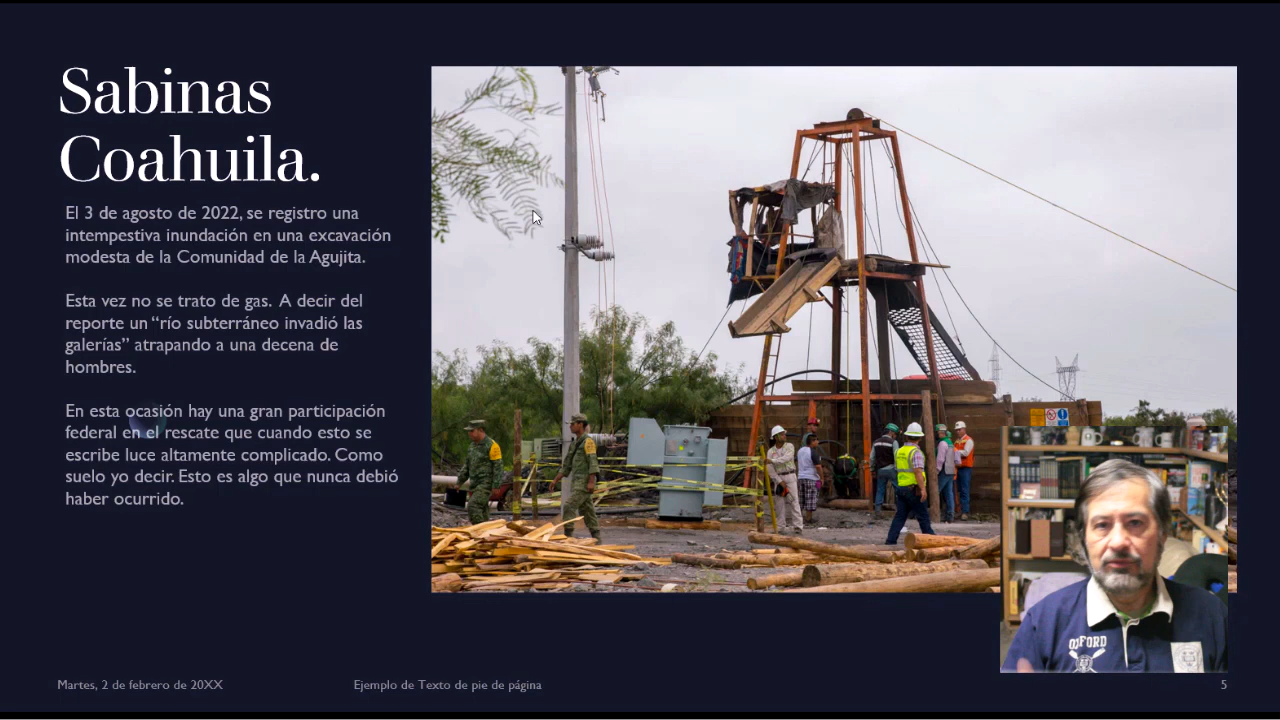 Sabinas
Coahuila.
El 3 de agosto de 2022, se registro una
intempestiva inundación en una excavación
modesta de la Comunidad de la Agujita.
Esta vez no se trato de gas. A decir del
reporte un “río subterráneo invadió las
galerías” atrapando a una decena de
hombres.
En esta ocasión hay una gran participación
federal en el rescate que cuando esto se
escribe luce altamente complicado. Como
suelo yo decir. Esto es algo que nunca debió
haber ocurrido.
OXFORD
Martes, 2 de febrero de 20XX
Ejemplo de Texto de pie de página
5